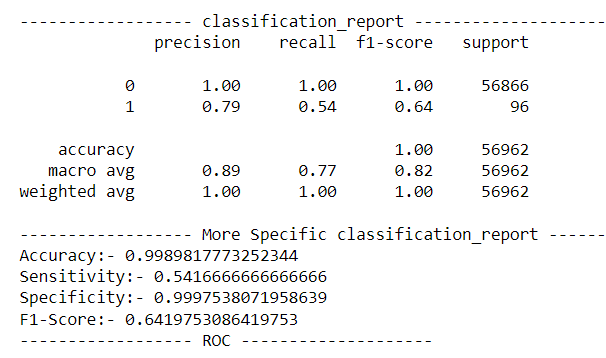 ------------------ classification_report --------------------
precision recall f1-score support
0 1.00 1.00 1.00 56866
1 0.79 0.54 0.64 96
accuracy 1.00 56962
macro avg 0.89 0.77 0.82 56962
weighted avg 1.00 1.00 1.00 56962
------------------ More Specific classification_report ------
Accuracy:- 0.9989817773252344
Sensitivity:- 0.5416666666666666
Specificity:- 0.9997538071958639
F1-Score:- 0.6419753086419753
------------------ ROC --------------------